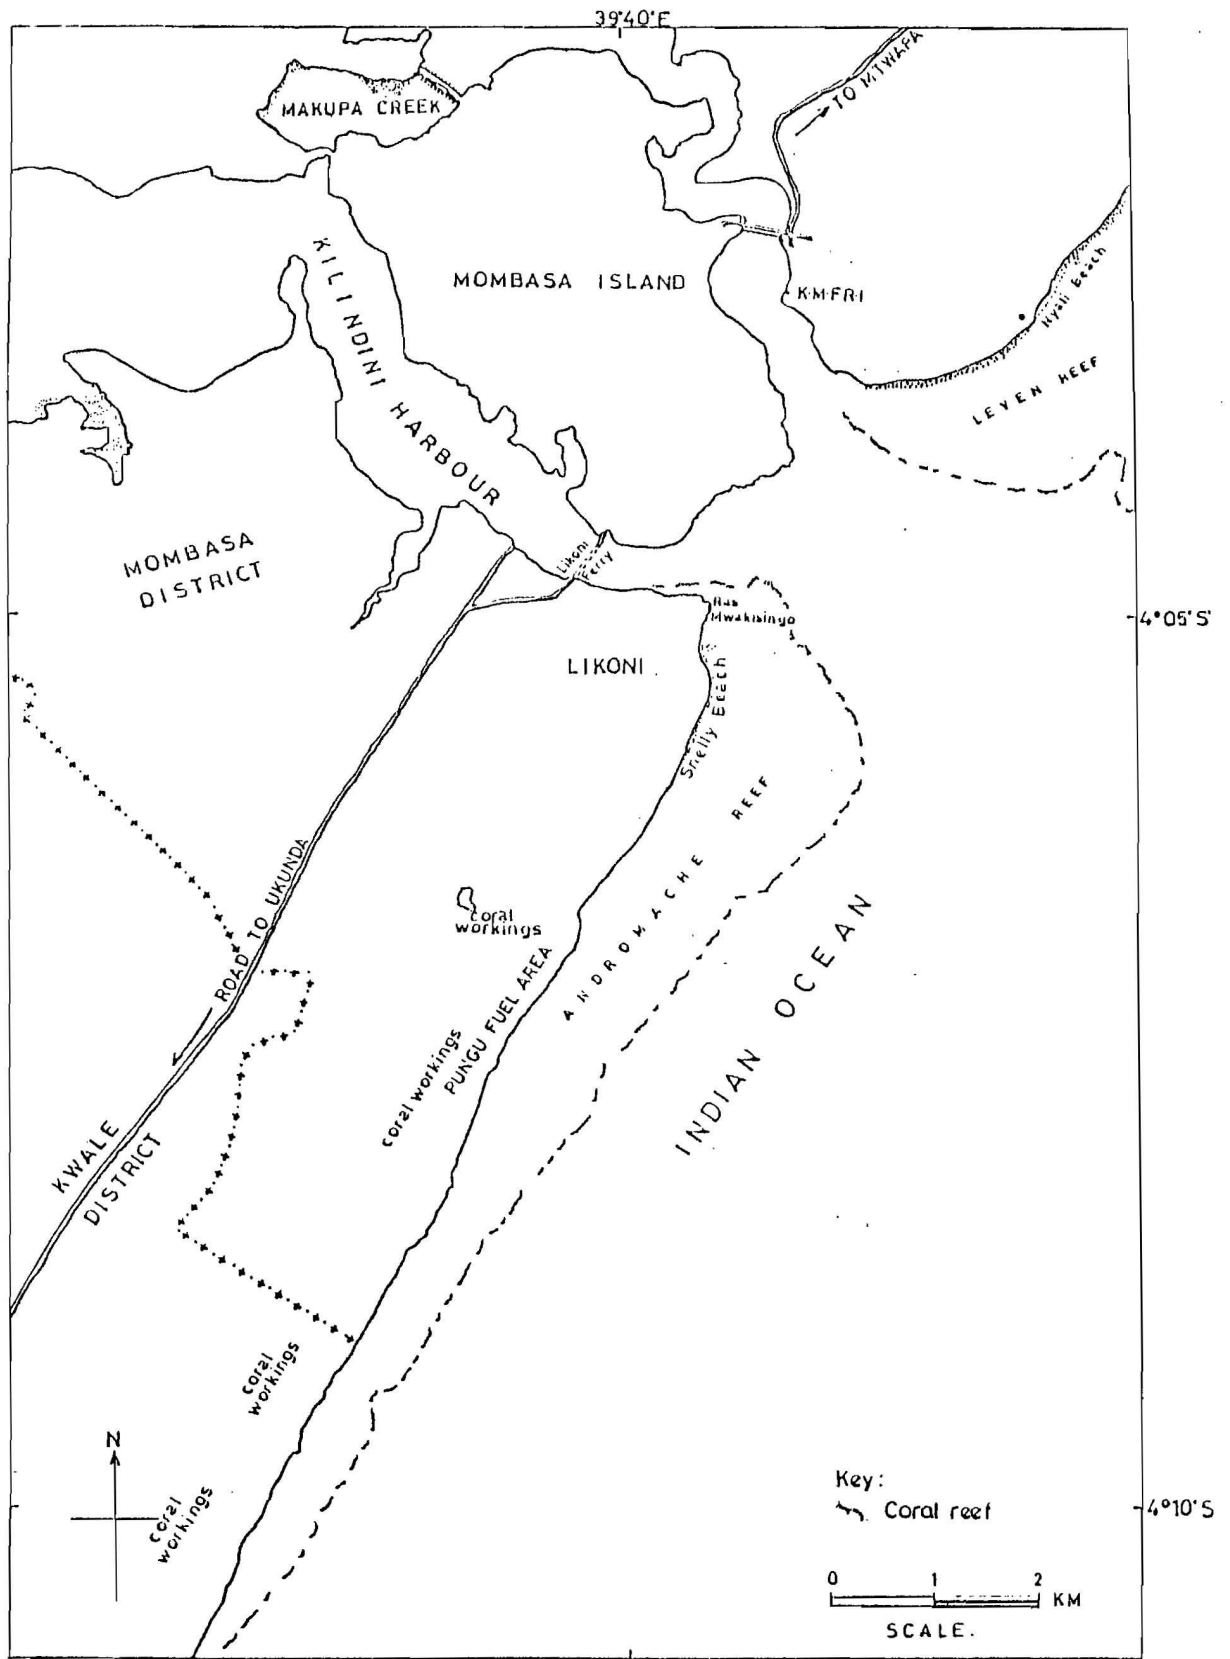 39°40'E
TO MTWAPA
MAKUPA CREEK
KILINDINI HARBOUR
MOMBASA ISLAND
K·M·F·R·I
Nyali Beach
LEVEN REEF
MOMBASA
DISTRICT
Likoni
Ferry
Ras
Mwakisingo
4°05'S
LIKONI
Shelly Beach
ANDROMACHE REEF
ROAD TO UKUNDA
coral
workings
INDIAN OCEAN
coral workings
PUNGU FUEL AREA
KWALE
DISTRICT
coral
workings
N
coral
workings
Key:
Coral reef
4°10'S
0 1 2
KM
SCALE.